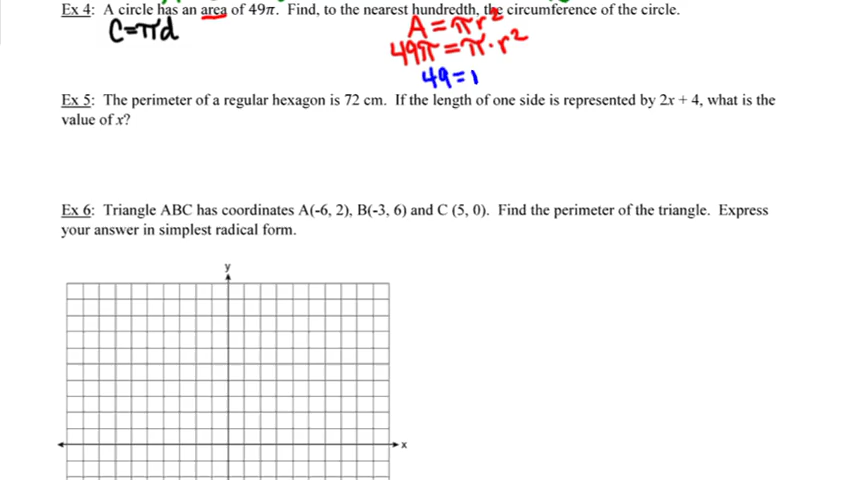 Ex 4: A circle has an area of 49π. Find, to the nearest hundredth, the circumference of the circle.
C=πd
A=πr²
49π=π·r²
49=
Ex 5: The perimeter of a regular hexagon is 72 cm. If the length of one side is represented by 2x + 4, what is the
value of x?
Ex 6: Triangle ABC has coordinates A(-6, 2), B(-3, 6) and C (5, 0). Find the perimeter of the triangle. Express
your answer in simplest radical form.
y
x